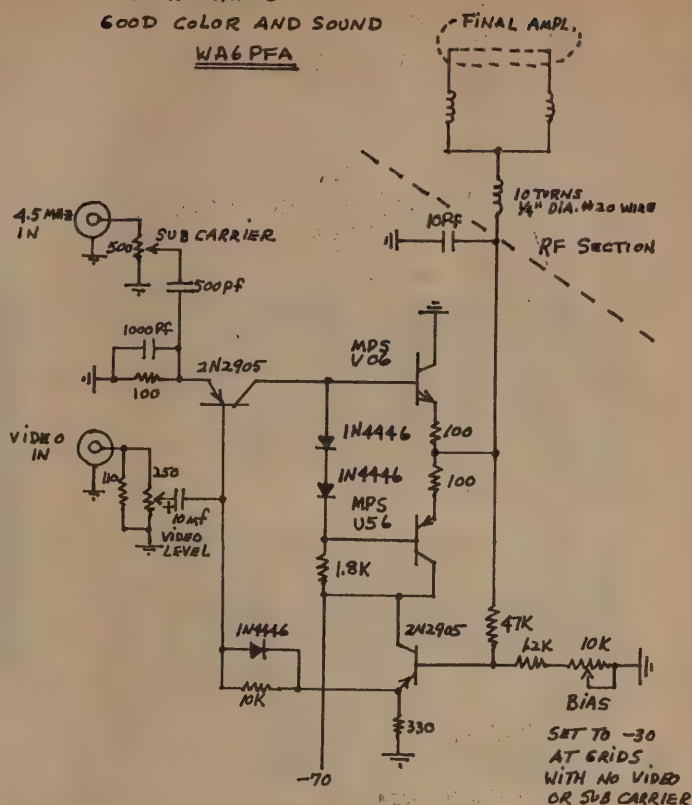 GOOD COLOR AND SOUND
WA6PFA
FINAL AMPL.
10 TURNS
1/4" DIA. #20 WIRE
10Pf
RF SECTION
4.5 MHz
IN
500
SUB CARRIER
500pf
1000Pf
100
2N2905
MPS
U06
1N4446
100
1N4446
100
MPS
U56
VIDEO
IN
110
250
+
10mf
VIDEO
LEVEL
1.8K
2N2905
47K
1N4446
10K
330
10K
BIAS
-70
SET TO -30
AT GRIDS
WITH NO VIDEO
OR SUB CARRIER